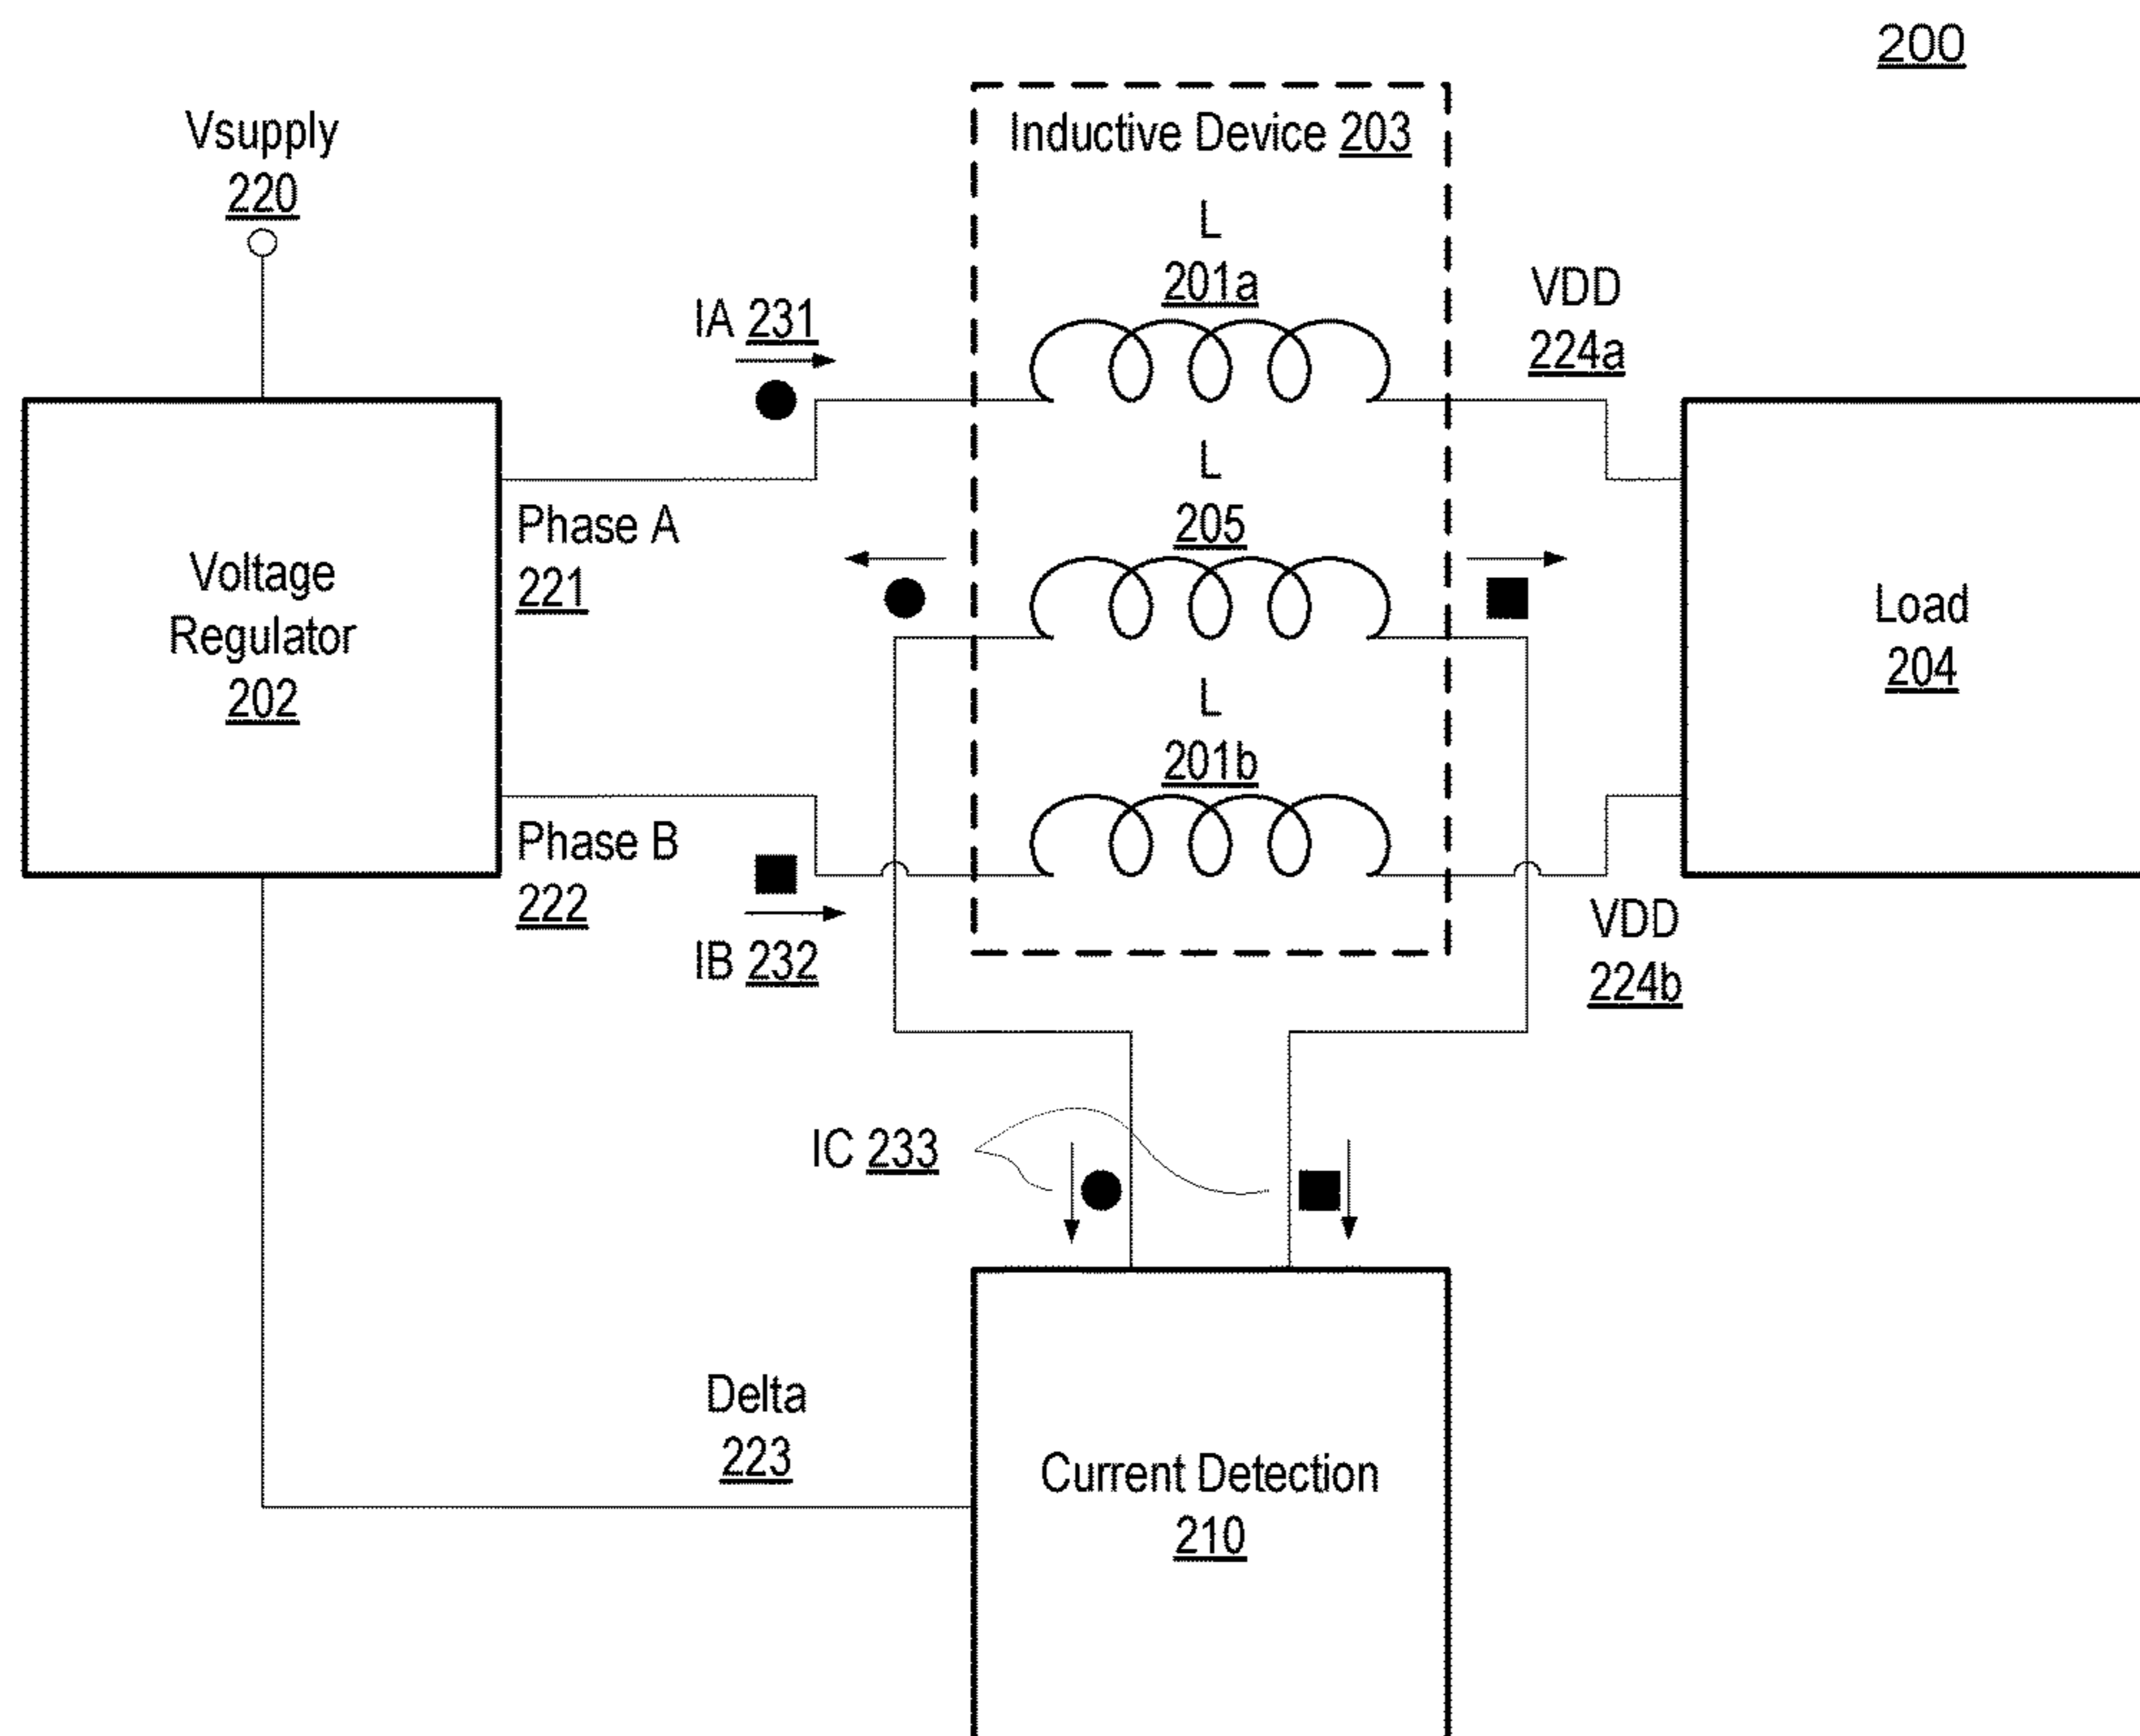 200
Vsupply
220
Inductive Device 203
L
201a
IA 231
VDD
224a
L
205
Phase A
221
Voltage
Regulator
202
Load
204
L
201b
Phase B
222
IB 232
VDD
224b
IC 233
Delta
223
Current Detection
210